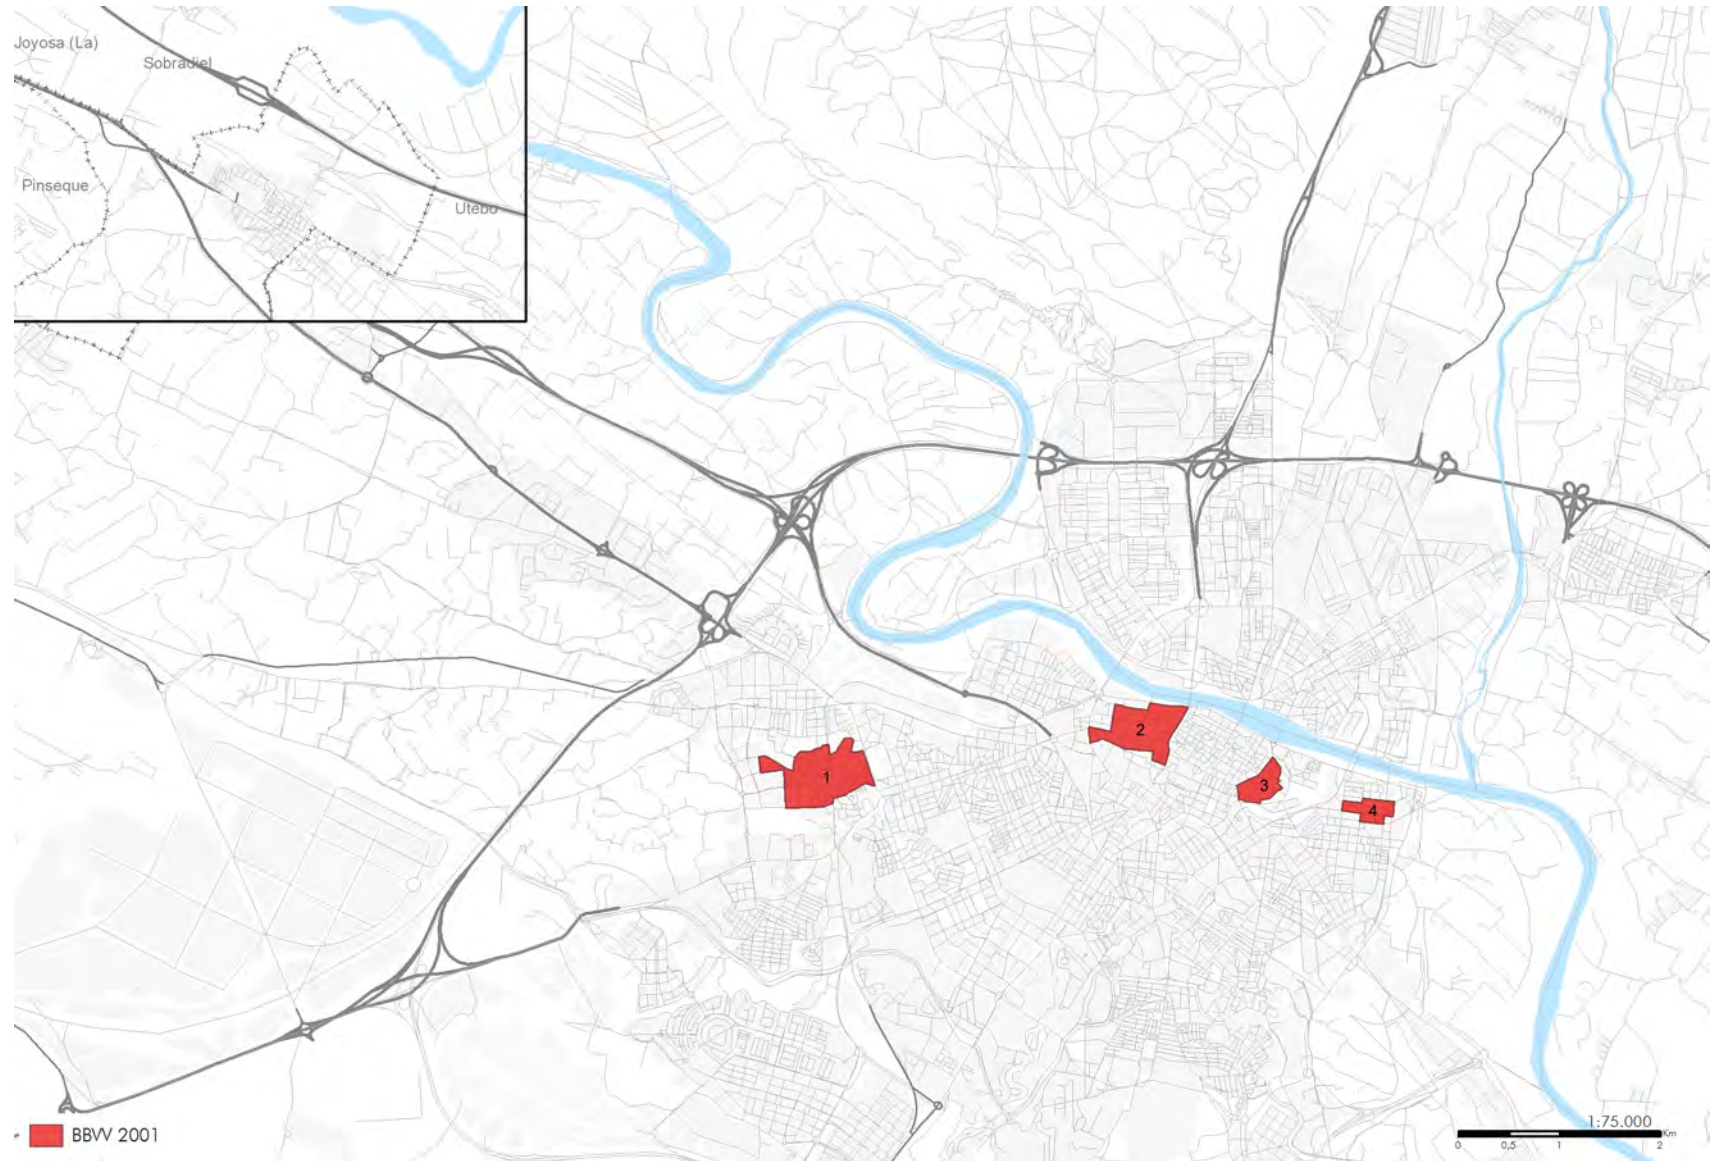 Joyosa (La)
Sobradiel
Pinseque
Utebo
2
1
3
4
BBVV 2001
1:75.000
Km
0 0,5 1 2